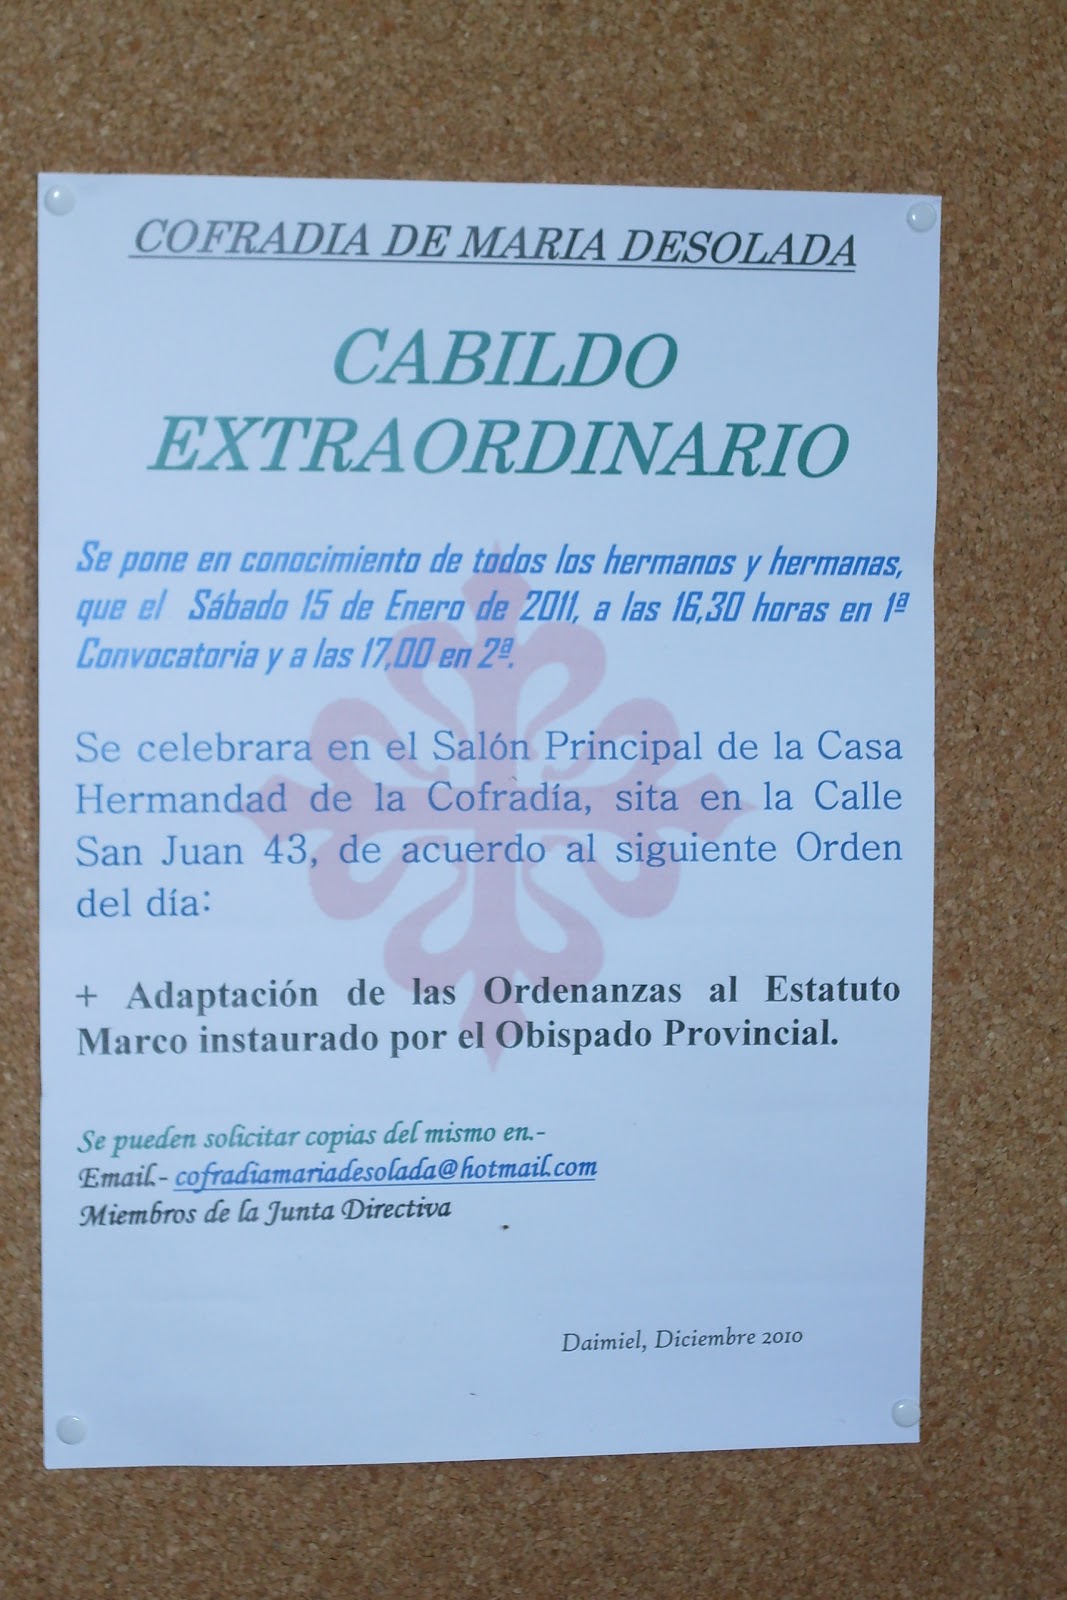 COFRADIA DE MARIA DESOLADA
CABILDO
EXTRAORDINARIO
Se pone en conocimiento de todos los hermanos y hermanas,
que el Sábado 15 de Enero de 2011, a las 16,30 horas en 1ª
Convocatoria y a las 17,00 en 2ª.
Se celebrara en el Salón Principal de la Casa
Hermandad de la Cofradía, sita en la Calle
San Juan 43, de acuerdo al siguiente Orden
del día:
+ Adaptación de las Ordenanzas al Estatuto
Marco instaurado por el Obispado Provincial.
Se pueden solicitar copias del mismo en.-
Email.- cofradiamariadesolada@hotmail.com
Miembros de la Junta Directiva
Daimiel, Diciembre 2010